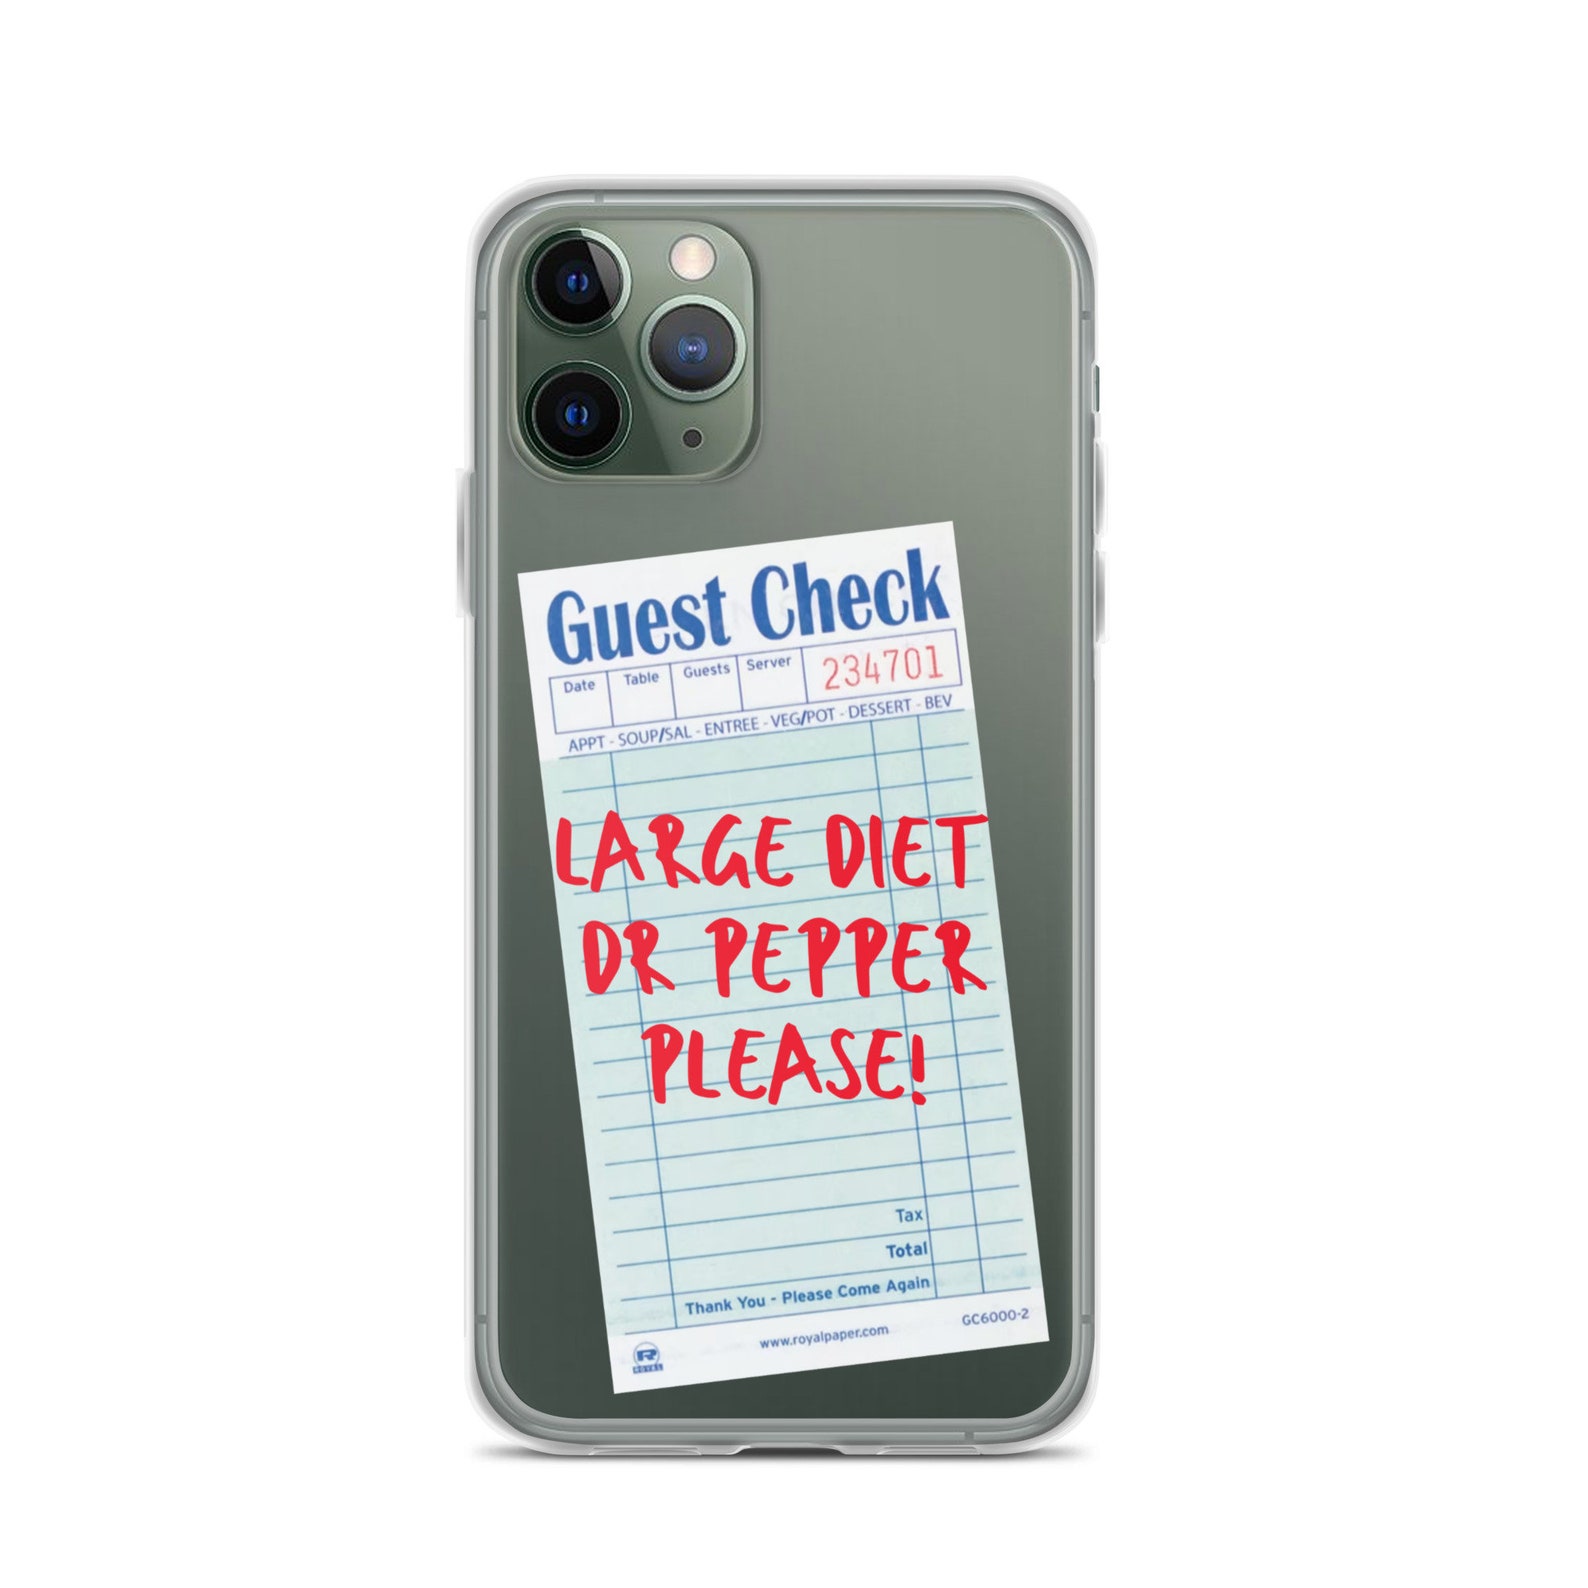 Guest Check
Date Table Guests Server 234701
APPT - SOUP/SAL - ENTREE - VEG/POT - DESSERT - BEV
LARGE DIET
DR PEPPER
PLEASE!
Tax
Total
Thank You - Please Come Again
www.royalpaper.com GC6000-2
R
ROYAL